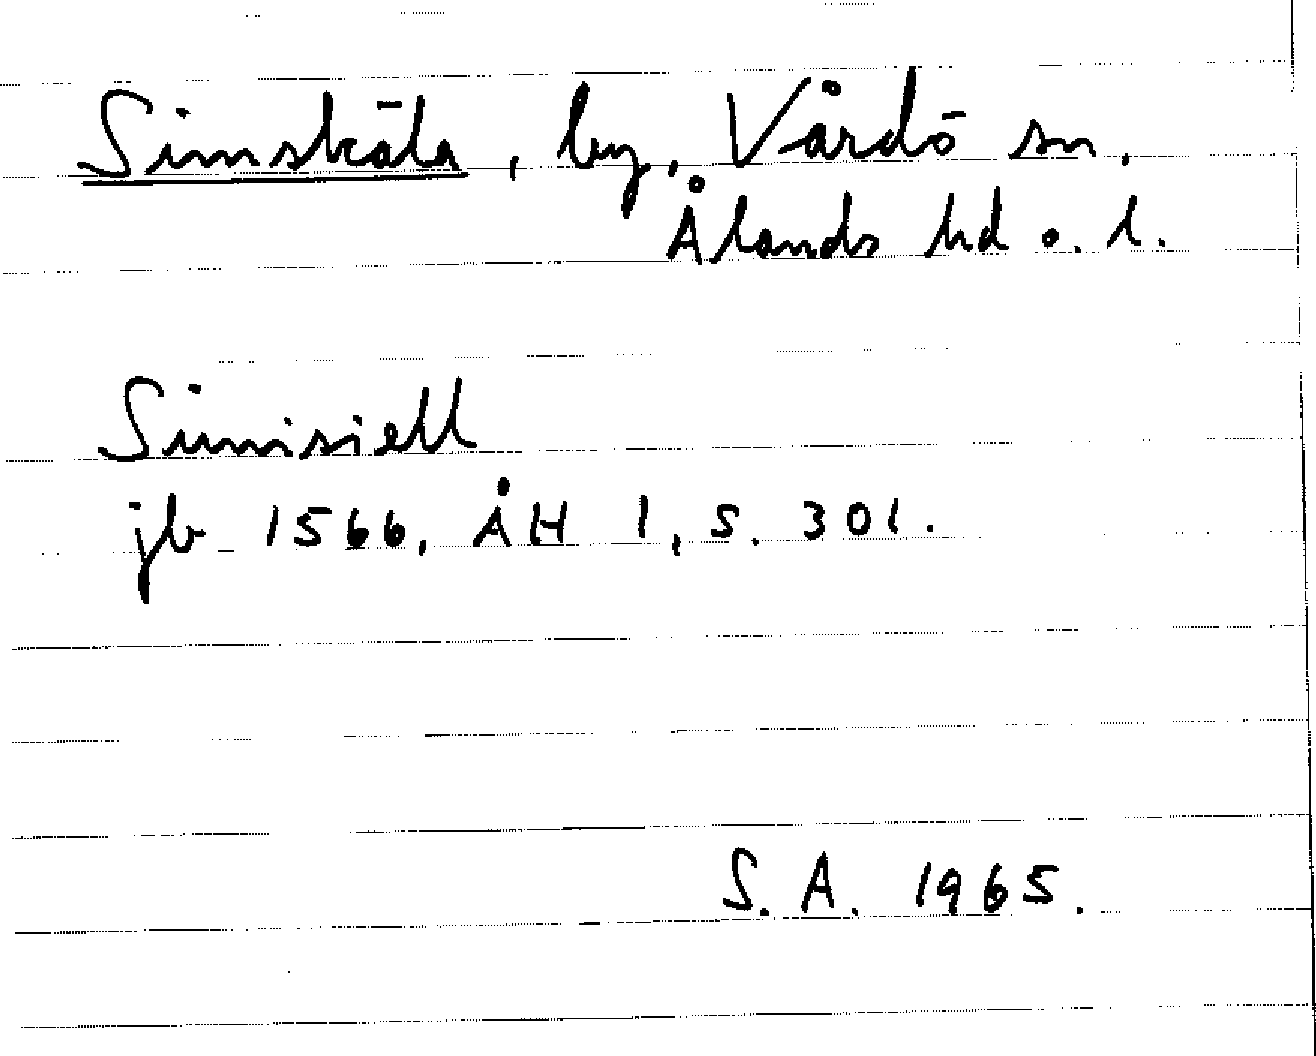 Simskäla, by, Vårdö sn.
Ålands hd o. l.
Simisiell
jb 1566, ÅH 1, s. 301.
S. A. 1965.